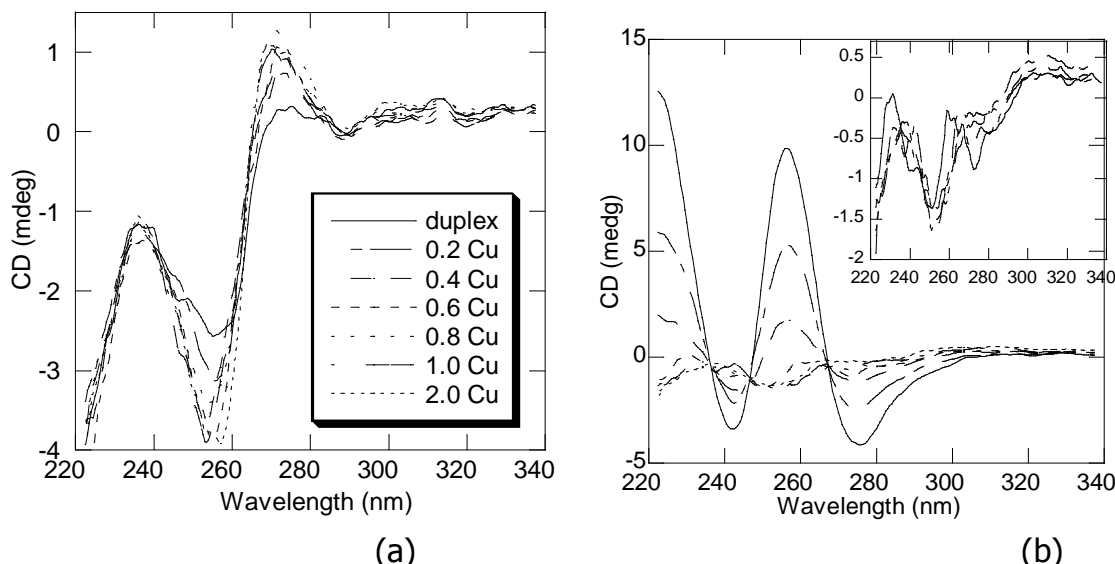 1
0
-1
-2
-3
-4
CD (mdeg)
220 240 260 280 300 320 340
Wavelength (nm)
duplex
0.2 Cu
0.4 Cu
0.6 Cu
0.8 Cu
1.0 Cu
2.0 Cu
(a)
15
10
5
0
-5
CD (medg)
220 240 260 280 300 320 340
Wavelength (nm)
0.5
0
-0.5
-1
-1.5
-2
220 240 260 280 300 320 340
(b)